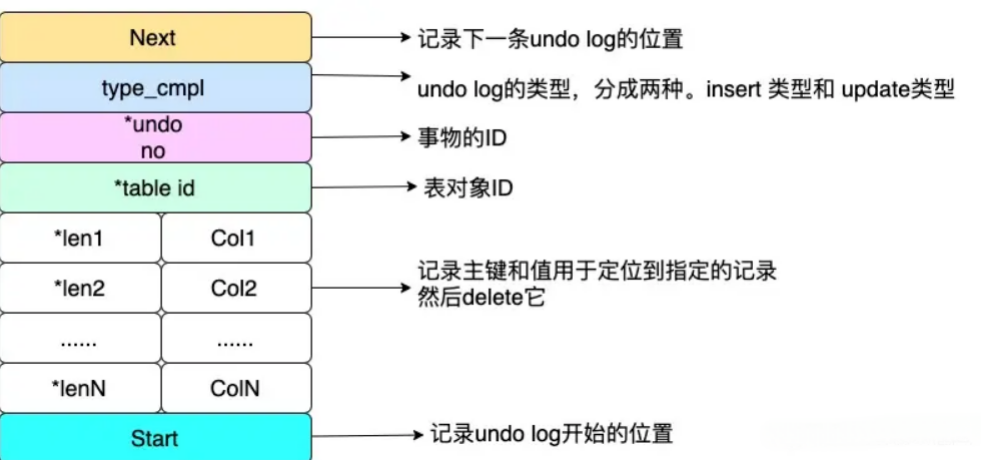 Next
记录下一条undo log的位置
type_cmpl
undo log的类型，分成两种。insert 类型和 update类型
*undo
no
事物的ID
*table id
表对象ID
*len1 Col1
*len2 Col2
记录主键和值用于定位到指定的记录
然后delete它
...... ......
*lenN ColN
Start
记录undo log开始的位置